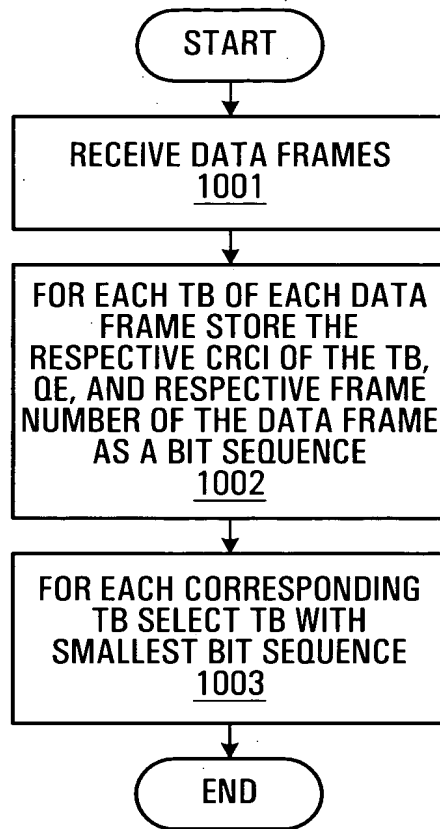 START
RECEIVE DATA FRAMES
1001
FOR EACH TB OF EACH DATA
FRAME STORE THE
RESPECTIVE CRCI OF THE TB,
QE, AND RESPECTIVE FRAME
NUMBER OF THE DATA FRAME
AS A BIT SEQUENCE
1002
FOR EACH CORRESPONDING
TB SELECT TB WITH
SMALLEST BIT SEQUENCE
1003
END